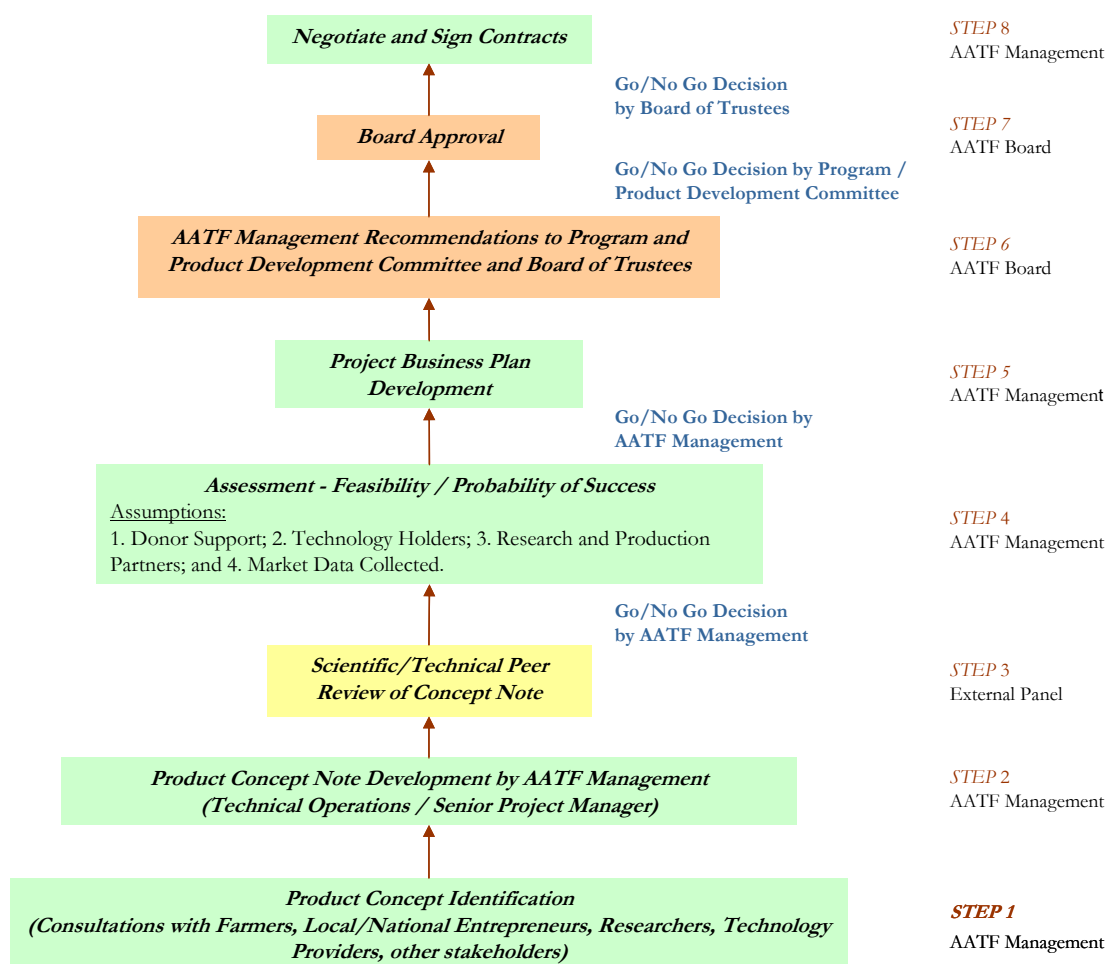 Negotiate and Sign Contracts
STEP 8
AATF Management
Go/No Go Decision
by Board of Trustees
Board Approval
STEP 7
AATF Board
Go/No Go Decision by Program /
Product Development Committee
AATF Management Recommendations to Program and
Product Development Committee and Board of Trustees
STEP 6
AATF Board
Project Business Plan
Development
STEP 5
AATF Management
Go/No Go Decision by
AATF Management
Assessment - Feasibility / Probability of Success
Assumptions:
1. Donor Support; 2. Technology Holders; 3. Research and Production
Partners; and 4. Market Data Collected.
STEP 4
AATF Management
Go/No Go Decision
by AATF Management
Scientific/Technical Peer
Review of Concept Note
STEP 3
External Panel
Product Concept Note Development by AATF Management
(Technical Operations / Senior Project Manager)
STEP 2
AATF Management
Product Concept Identification
(Consultations with Farmers, Local/National Entrepreneurs, Researchers, Technology
Providers, other stakeholders)
STEP 1
AATF Management